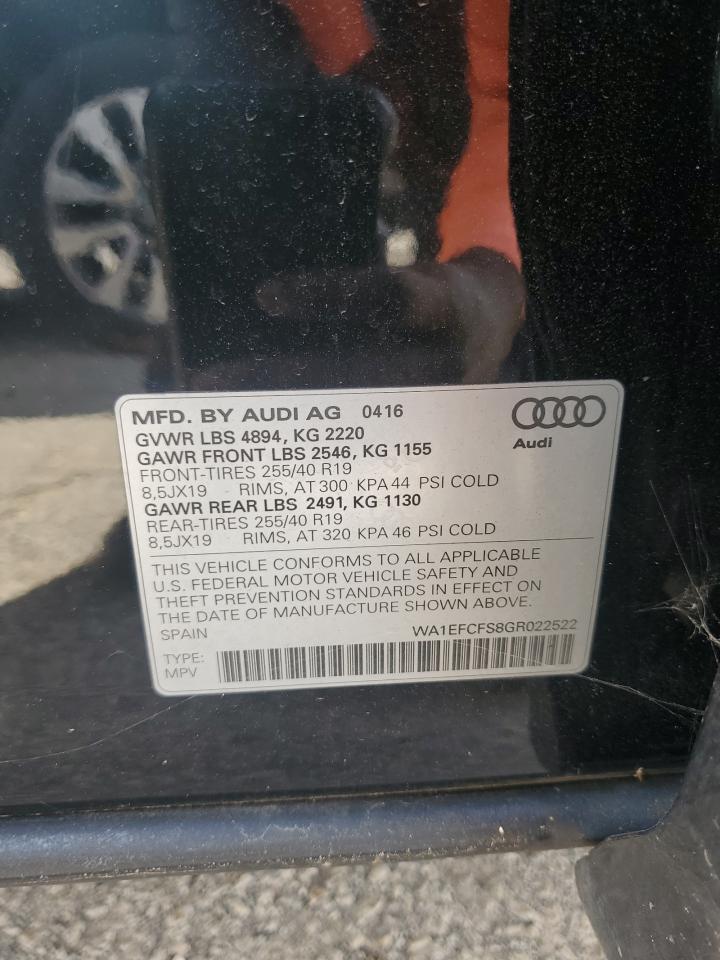 MFD. BY AUDI AG 0416
GVWR LBS 4894, KG 2220
GAWR FRONT LBS 2546, KG 1155
FRONT-TIRES 255/40 R19
8,5JX19 RIMS, AT 300 KPA 44 PSI COLD
GAWR REAR LBS 2491, KG 1130
REAR-TIRES 255/40 R19
8,5JX19 RIMS, AT 320 KPA 46 PSI COLD
Audi
THIS VEHICLE CONFORMS TO ALL APPLICABLE
U.S. FEDERAL MOTOR VEHICLE SAFETY AND
THEFT PREVENTION STANDARDS IN EFFECT ON
THE DATE OF MANUFACTURE SHOWN ABOVE.
SPAIN WA1EFCFS8GR022522
TYPE:
MPV